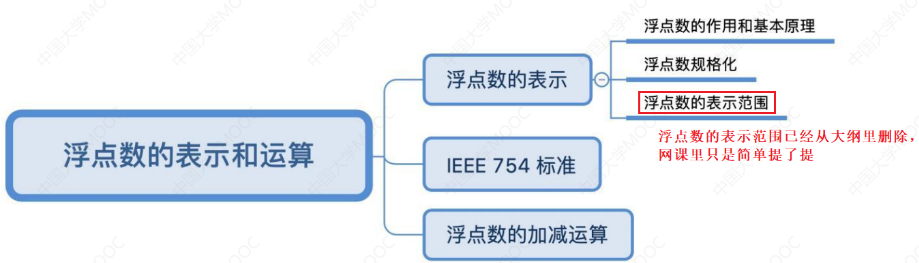 浮点数的表示和运算
浮点数的表示
浮点数的作用和基本原理
浮点数规格化
浮点数的表示范围
浮点数的表示范围已经从大纲里删除,
网课里只是简单提了提
IEEE 754 标准
浮点数的加减运算
中国大学MOOC